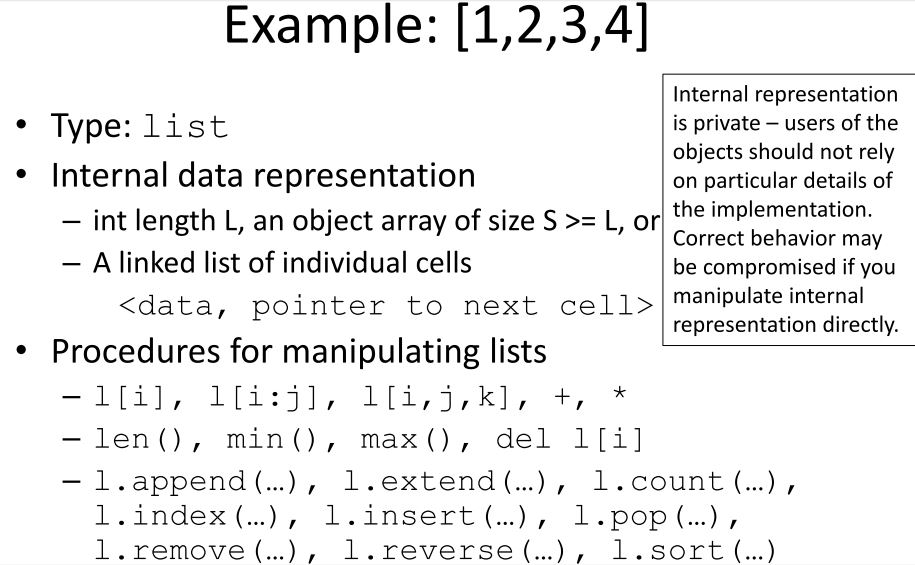 Example: [1,2,3,4]
• Type: list
• Internal data representation
– int length L, an object array of size S >= L, or
– A linked list of individual cells
<data, pointer to next cell>
• Procedures for manipulating lists
– l[i], l[i:j], l[i,j,k], +, *
– len(), min(), max(), del l[i]
– l.append(…), l.extend(…), l.count(…),
l.index(…), l.insert(…), l.pop(…),
l.remove(…), l.reverse(…), l.sort(…)
Internal representation
is private – users of the
objects should not rely
on particular details of
the implementation.
Correct behavior may
be compromised if you
manipulate internal
representation directly.